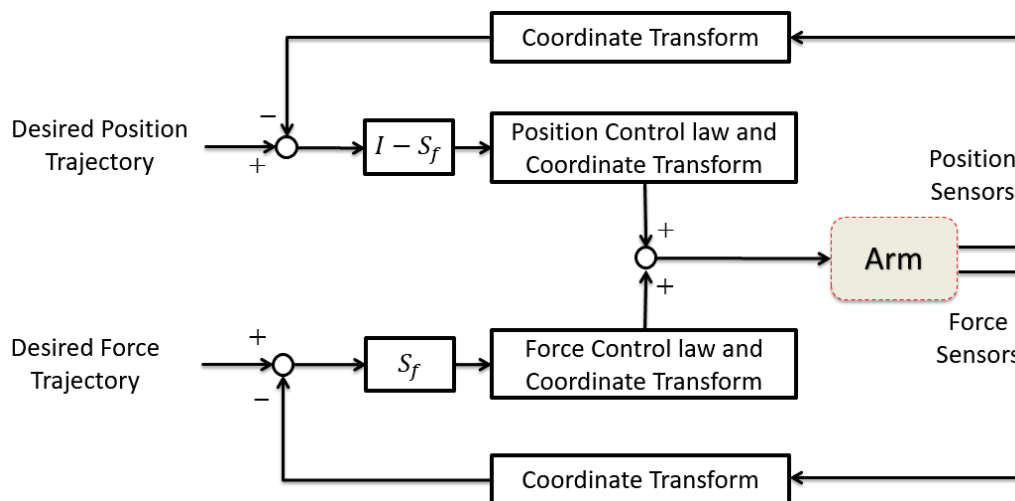 Coordinate Transform
−
Desired Position
Trajectory
+
I − S_f
Position Control law and
Coordinate Transform
Position
Sensors
+
Arm
+
Force
Sensors
Desired Force
Trajectory
+
S_f
Force Control law and
Coordinate Transform
−
Coordinate Transform